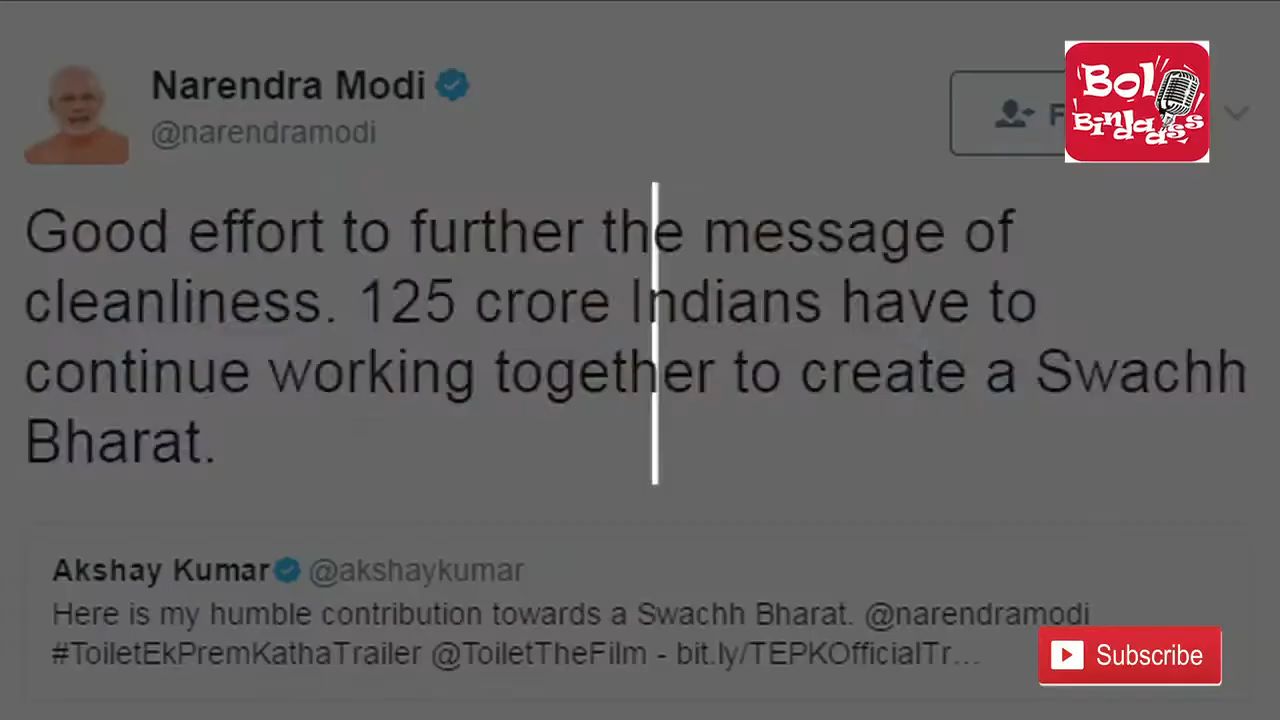 Narendra Modi
@narendramodi
Bol
Bindaass
Good effort to further the message of
cleanliness. 125 crore Indians have to
continue working together to create a Swachh
Bharat.
Akshay Kumar @akshaykumar
Here is my humble contribution towards a Swachh Bharat. @narendramodi
#ToiletEkPremKathaTrailer @ToiletTheFilm - bit.ly/TEPKOfficialTr...
Subscribe